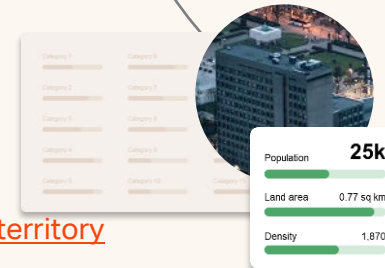 Category 1
Category 6
Category 2
Category 7
Category 3
Category 8
Category 4
Category 9
Category 5
Category 10
Population 25k
Land area 0.77 sq km
Density 1,870
territory